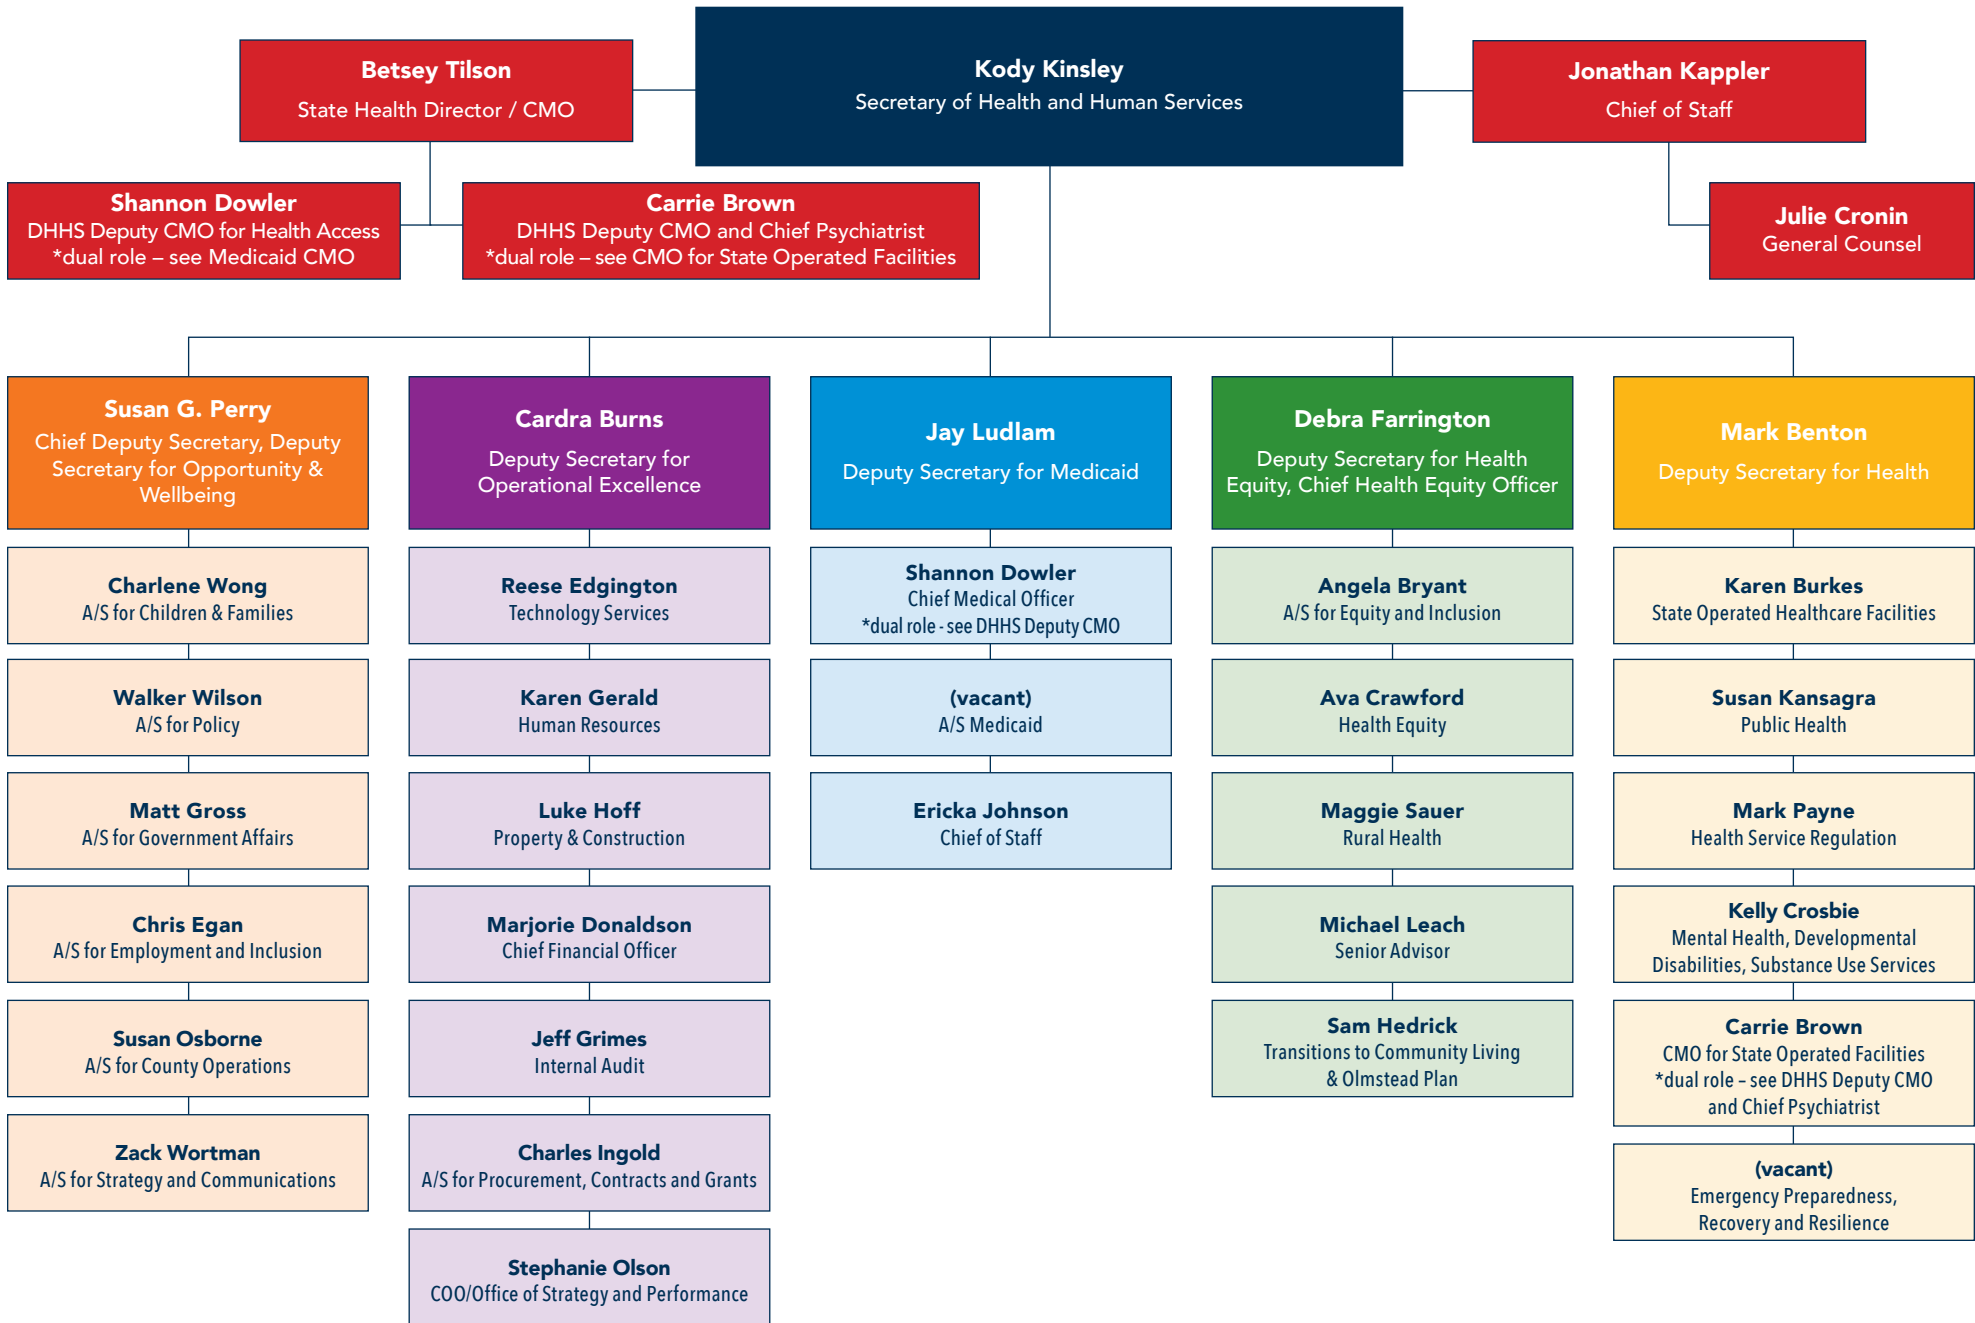 Kody Kinsley
Secretary of Health and Human Services
Betsey Tilson
State Health Director / CMO
Jonathan Kappler
Chief of Staff
Shannon Dowler
DHHS Deputy CMO for Health Access
*dual role – see Medicaid CMO
Carrie Brown
DHHS Deputy CMO and Chief Psychiatrist
*dual role – see CMO for State Operated Facilities
Julie Cronin
General Counsel
Susan G. Perry
Chief Deputy Secretary, Deputy
Secretary for Opportunity &
Wellbeing
Charlene Wong
A/S for Children & Families
Walker Wilson
A/S for Policy
Matt Gross
A/S for Government Affairs
Chris Egan
A/S for Employment and Inclusion
Susan Osborne
A/S for County Operations
Zack Wortman
A/S for Strategy and Communications
Cardra Burns
Deputy Secretary for
Operational Excellence
Reese Edgington
Technology Services
Karen Gerald
Human Resources
Luke Hoff
Property & Construction
Marjorie Donaldson
Chief Financial Officer
Jeff Grimes
Internal Audit
Charles Ingold
A/S for Procurement, Contracts and Grants
Stephanie Olson
COO/Office of Strategy and Performance
Jay Ludlam
Deputy Secretary for Medicaid
Shannon Dowler
Chief Medical Officer
*dual role - see DHHS Deputy CMO
(vacant)
A/S Medicaid
Ericka Johnson
Chief of Staff
Debra Farrington
Deputy Secretary for Health
Equity, Chief Health Equity Officer
Angela Bryant
A/S for Equity and Inclusion
Ava Crawford
Health Equity
Maggie Sauer
Rural Health
Michael Leach
Senior Advisor
Sam Hedrick
Transitions to Community Living
& Olmstead Plan
Mark Benton
Deputy Secretary for Health
Karen Burkes
State Operated Healthcare Facilities
Susan Kansagra
Public Health
Mark Payne
Health Service Regulation
Kelly Crosbie
Mental Health, Developmental
Disabilities, Substance Use Services
Carrie Brown
CMO for State Operated Facilities
*dual role – see DHHS Deputy CMO
and Chief Psychiatrist
(vacant)
Emergency Preparedness,
Recovery and Resilience